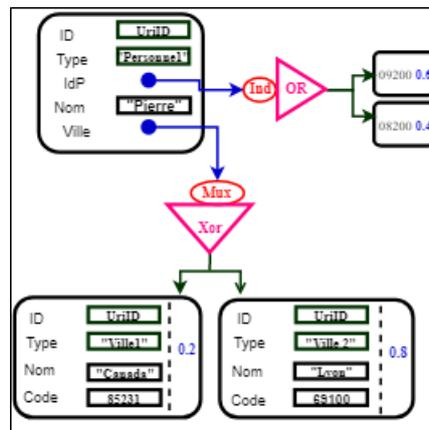 ID UriID
Type "Personnel"
IdP
Nom "Pierre"
Ville
Ind OR
09200 0.6
08200 0.4
Mux
Xor
ID UriID
Type "Ville1"
Nom "Canada"
Code 85231
0.2
ID UriID
Type "Ville 2"
Nom "Lyon"
Code 69100
0.8